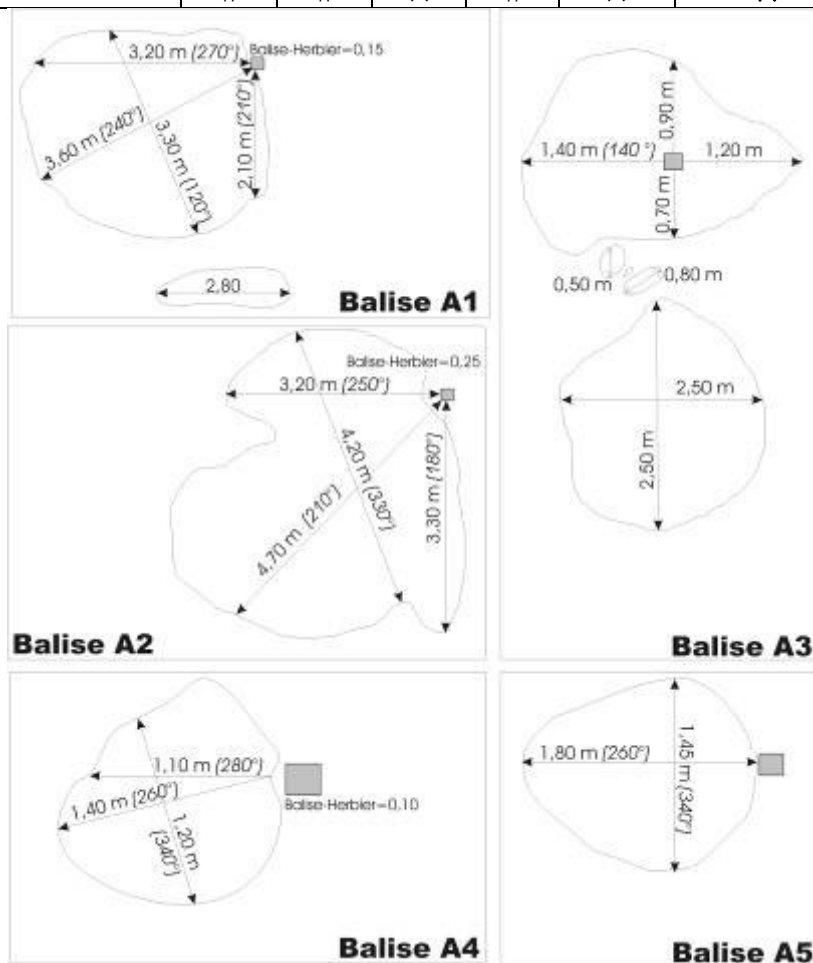 3,20 m (270°)
Balise-Herbier=0,15
3,60 m (240°)
3,30 m (120°)
2,10 m (210°)
2,80
Balise A1
0,90 m
1,40 m (140 °)
1,20 m
0,70 m
0,50 m
0,80 m
2,50 m
2,50 m
Balise A3
Balise-Herbier=0,25
3,20 m (250°)
4,20 m (330°)
4,70 m (210°)
3,30 m (180°)
Balise A2
1,10 m (280°)
1,40 m (260°)
1,20 m
(340°)
Balise-Herbier=0,10
Balise A4
1,80 m (260°)
1,45 m (340°)
Balise A5